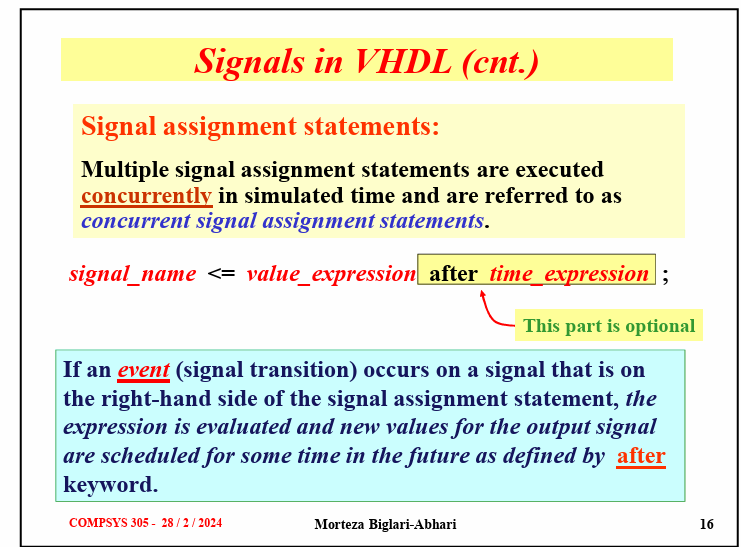 Signals in VHDL (cnt.)
Signal assignment statements:
Multiple signal assignment statements are executed
concurrently in simulated time and are referred to as
concurrent signal assignment statements.
signal_name <= value_expression after time_expression ;
This part is optional
If an event (signal transition) occurs on a signal that is on
the right-hand side of the signal assignment statement, the
expression is evaluated and new values for the output signal
are scheduled for some time in the future as defined by after
keyword.
COMPSYS 305 - 28 / 2 / 2024 Morteza Biglari-Abhari 16